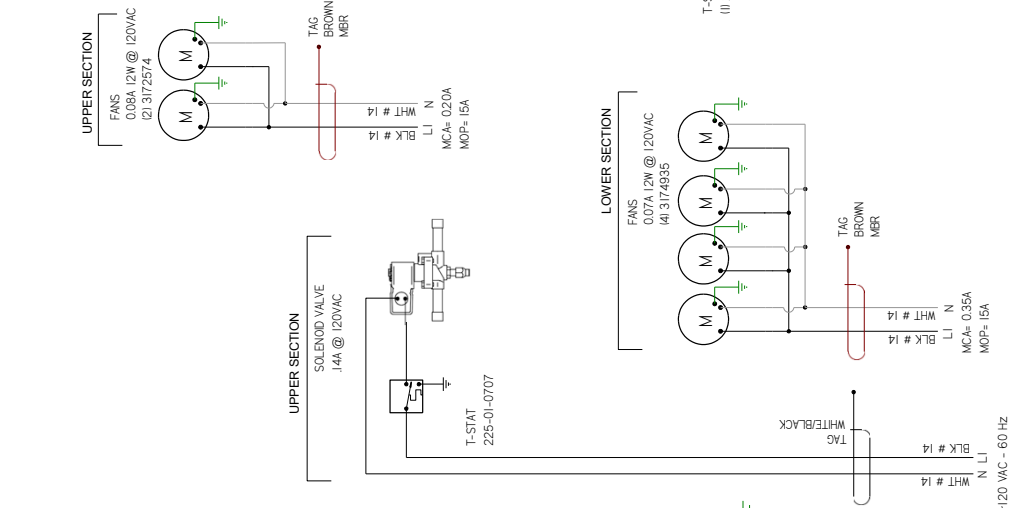 UPPER SECTION
FANS
0.08A 12W @ 120VAC
(2) 3172574
M
M
TAG
BROWN
MBR
WHT # 14 N
BLK # 14 L1
MCA= 0.20A
MOP= 15A
(1)
LOWER SECTION
FANS
0.07A 12W @ 120VAC
(4) 3174935
M
M
M
M
TAG
BROWN
MBR
WHT # 14 N
BLK # 14 L1
MCA= 0.35A
MOP= 15A
UPPER SECTION
SOLENOID VALVE
.14A @ 120VAC
T-STAT
225-01-0707
TAG
WHITE/BLACK
BLK # 14 L1
WHT # 14 N
-120 VAC - 60 Hz